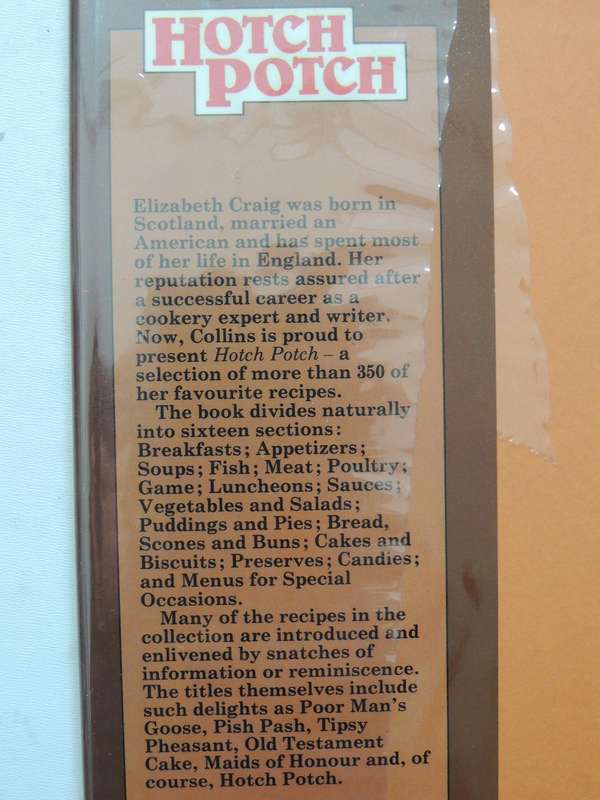 HOTCH
POTCH
Elizabeth Craig was born in
Scotland, married an
American and has spent most
of her life in England. Her
reputation rests assured after
a successful career as a
cookery expert and writer.
Now, Collins is proud to
present Hotch Potch – a
selection of more than 350 of
her favourite recipes.
The book divides naturally
into sixteen sections:
Breakfasts; Appetizers;
Soups; Fish; Meat; Poultry;
Game; Luncheons; Sauces;
Vegetables and Salads;
Puddings and Pies; Bread,
Scones and Buns; Cakes and
Biscuits; Preserves; Candies;
and Menus for Special
Occasions.
Many of the recipes in the
collection are introduced and
enlivened by snatches of
information or reminiscence.
The titles themselves include
such delights as Poor Man's
Goose, Pish Pash, Tipsy
Pheasant, Old Testament
Cake, Maids of Honour and, of
course, Hotch Potch.